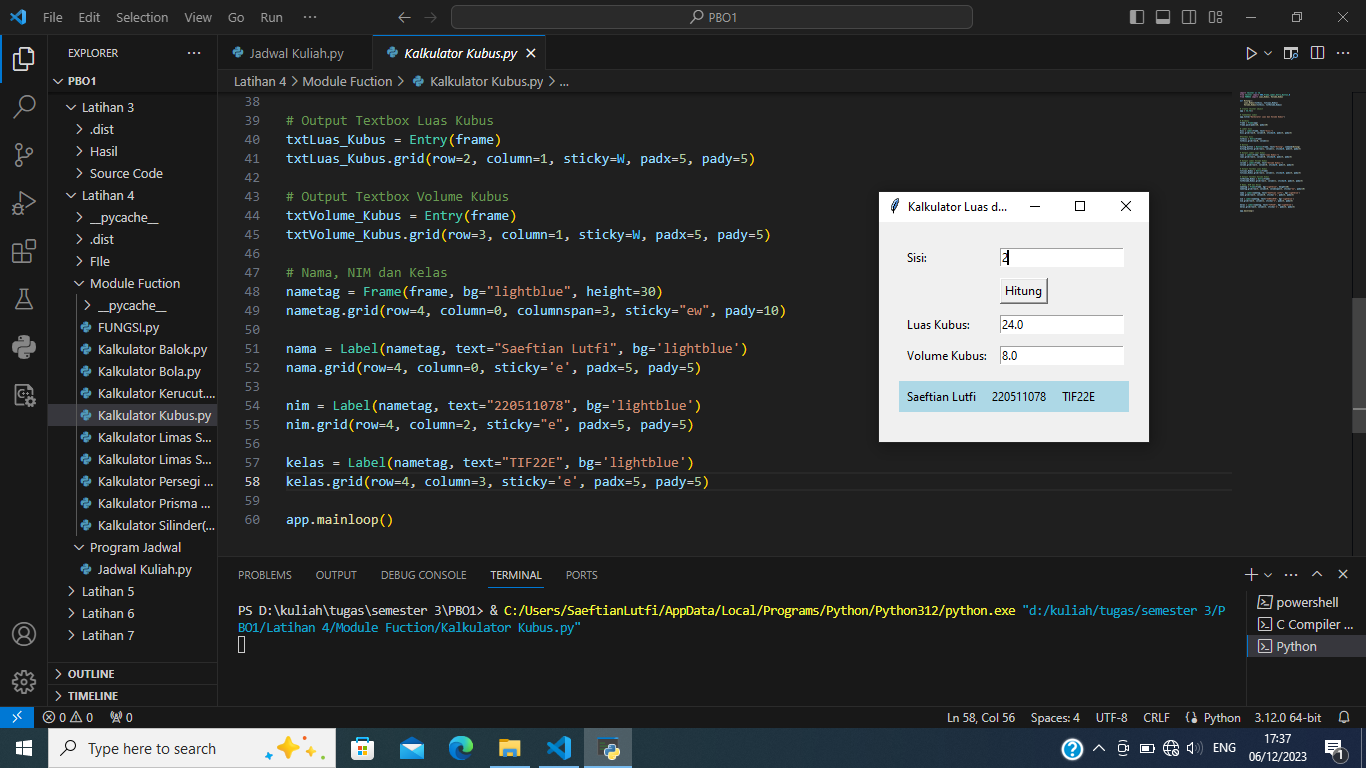 File Edit Selection View Go Run ··· PBO1
EXPLORER ···
Jadwal Kuliah.py Kalkulator Kubus.py
PBO1
Latihan 4 > Module Fuction > Kalkulator Kubus.py > ...
Latihan 3
.dist
Hasil
Source Code
Latihan 4
__pycache__
.dist
FIle
Module Fuction
__pycache__
FUNGSI.py
Kalkulator Balok.py
Kalkulator Bola.py
Kalkulator Kerucut....
Kalkulator Kubus.py
Kalkulator Limas S...
Kalkulator Limas S...
Kalkulator Persegi ...
Kalkulator Prisma ...
Kalkulator Silinder(...
Program Jadwal
Jadwal Kuliah.py
Latihan 5
Latihan 6
Latihan 7
OUTLINE
TIMELINE
38
39 # Output Textbox Luas Kubus
40 txtLuas_Kubus = Entry(frame)
41 txtLuas_Kubus.grid(row=2, column=1, sticky=W, padx=5, pady=5)
42
43 # Output Textbox Volume Kubus
44 txtVolume_Kubus = Entry(frame)
45 txtVolume_Kubus.grid(row=3, column=1, sticky=W, padx=5, pady=5)
46
47 # Nama, NIM dan Kelas
48 nametag = Frame(frame, bg="lightblue", height=30)
49 nametag.grid(row=4, column=0, columnspan=3, sticky="ew", pady=10)
50
51 nama = Label(nametag, text="Saeftian Lutfi", bg='lightblue')
52 nama.grid(row=4, column=0, sticky='e', padx=5, pady=5)
53
54 nim = Label(nametag, text="220511078", bg='lightblue')
55 nim.grid(row=4, column=2, sticky="e", padx=5, pady=5)
56
57 kelas = Label(nametag, text="TIF22E", bg='lightblue')
58 kelas.grid(row=4, column=3, sticky='e', padx=5, pady=5)
59
60 app.mainloop()
Kalkulator Luas d...
Sisi: 2
Hitung
Luas Kubus: 24.0
Volume Kubus: 8.0
Saeftian Lutfi 220511078 TIF22E
PROBLEMS OUTPUT DEBUG CONSOLE TERMINAL PORTS
PS D:\kuliah\tugas\semester 3\PBO1> & C:/Users/SaeftianLutfi/AppData/Local/Programs/Python/Python312/python.exe "d:/kuliah/tugas/semester 3/P
BO1/Latihan 4/Module Fuction/Kalkulator Kubus.py"
powershell
C Compiler ...
Python
0 0 0 Ln 58, Col 56 Spaces: 4 UTF-8 CRLF Python 3.12.0 64-bit
Type here to search
ENG
17:37
06/12/2023
1